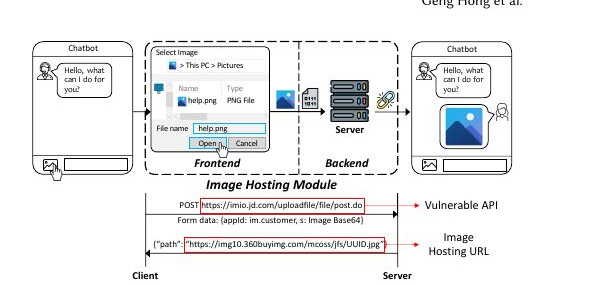 Geng Hong et al.
Chatbot
Hello, what
can I do for
you?
Select Image
> This PC > Pictures
Name Type
help.png PNG File
File name help.png
Open Cancel
Frontend
Server
Backend
Chatbot
Hello, what
can I do for
you?
Image Hosting Module
POST https://imio.jd.com/uploadfile/file/post.do
Vulnerable API
Form data: {appId: im.customer, s: Image Base64}
{"path": "https://img10.360buyimg.com/mcoss/jfs/UUID.jpg"}
Image
Hosting URL
Client
Server